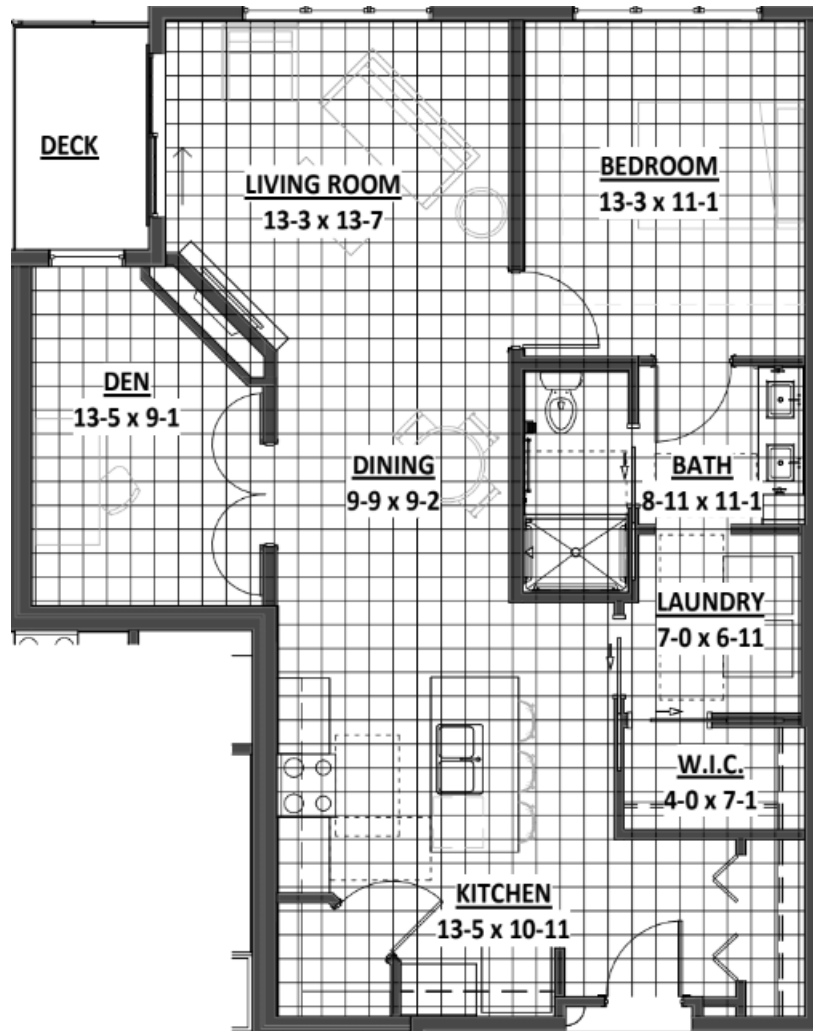 DECK
LIVING ROOM
13-3 x 13-7
BEDROOM
13-3 x 11-1
DEN
13-5 x 9-1
DINING
9-9 x 9-2
BATH
8-11 x 11-1
LAUNDRY
7-0 x 6-11
W.I.C.
4-0 x 7-1
KITCHEN
13-5 x 10-11